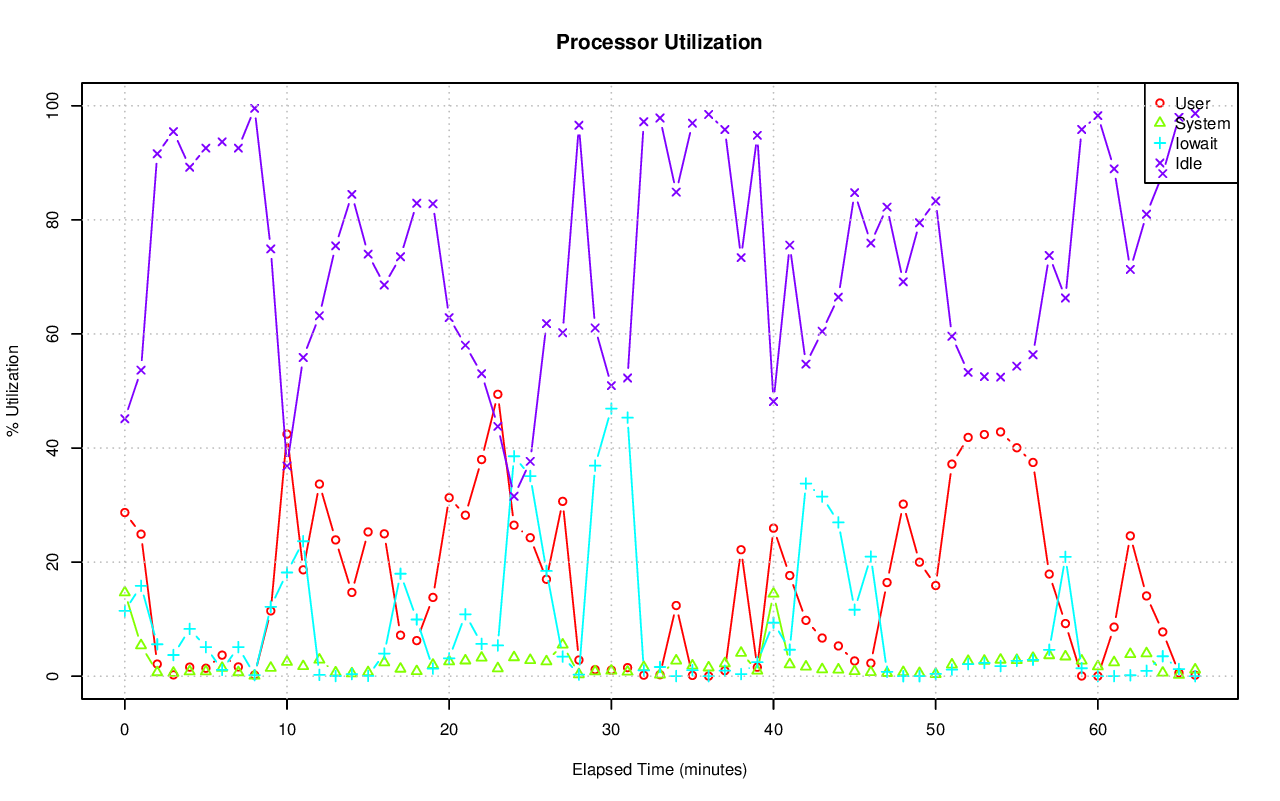 Processor Utilization
% Utilization
100
80
60
40
20
0
User
System
Iowait
Idle
0 10 20 30 40 50 60
Elapsed Time (minutes)